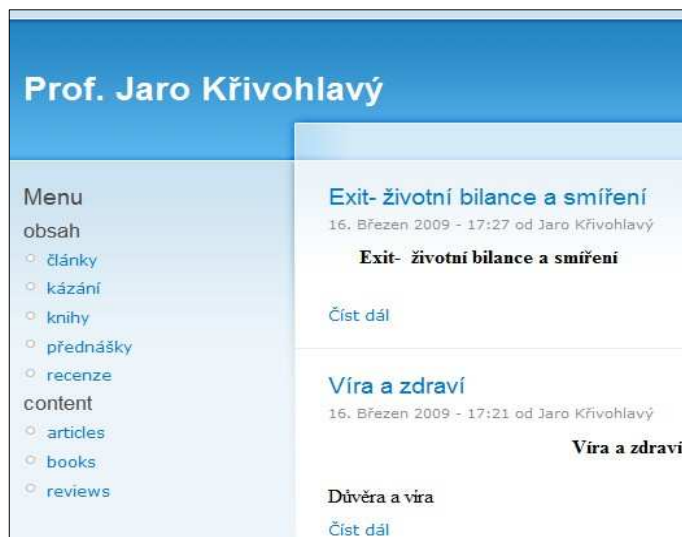 Prof. Jaro Křivohlavý
Menu
obsah
články
kázání
knihy
přednášky
recenze
content
articles
books
reviews
Exit- životní bilance a smíření
16. Březen 2009 - 17:27 od Jaro Křivohlavý
Exit- životní bilance a smíření
Číst dál
Víra a zdraví
16. Březen 2009 - 17:21 od Jaro Křivohlavý
Víra a zdraví
Důvěra a víra
Číst dál